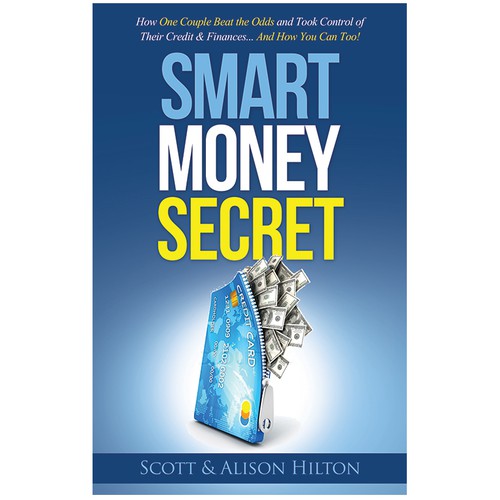 How One Couple Beat the Odds and Took Control of
Their Credit & Finances... And How You Can Too!
SMART
MONEY
SECRET
CREDIT CARD
SCOTT & ALISON HILTON